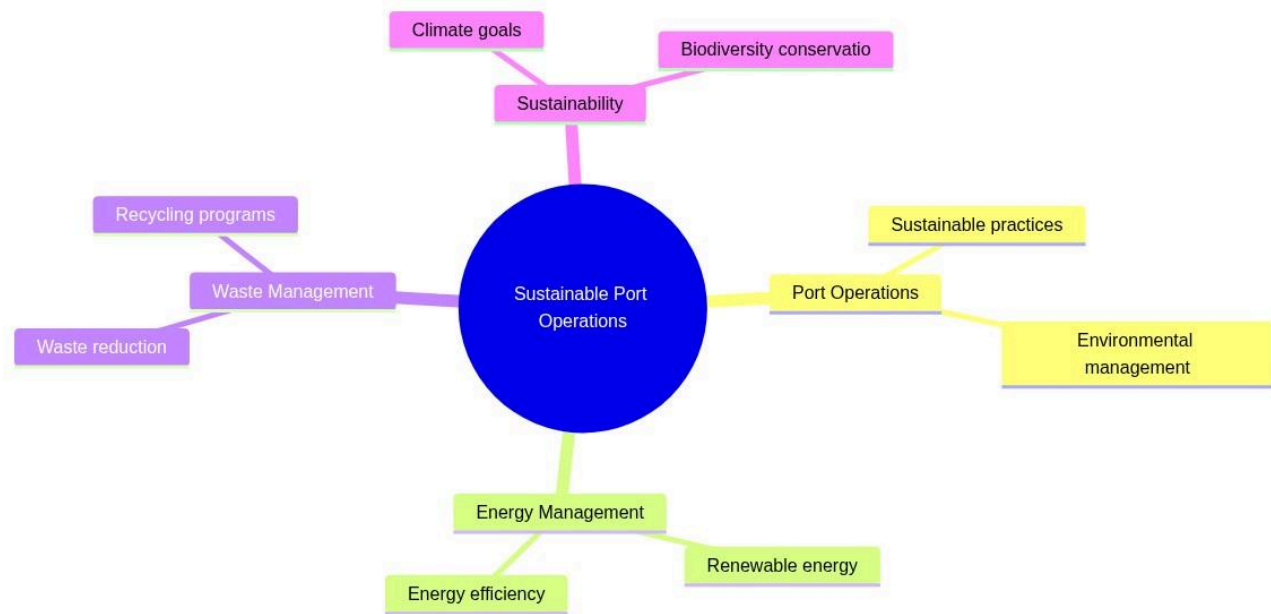 Climate goals
Biodiversity conservatio
Sustainability
Recycling programs
Sustainable practices
Waste Management
Sustainable Port
Operations
Port Operations
Waste reduction
Environmental
management
Energy Management
Renewable energy
Energy efficiency